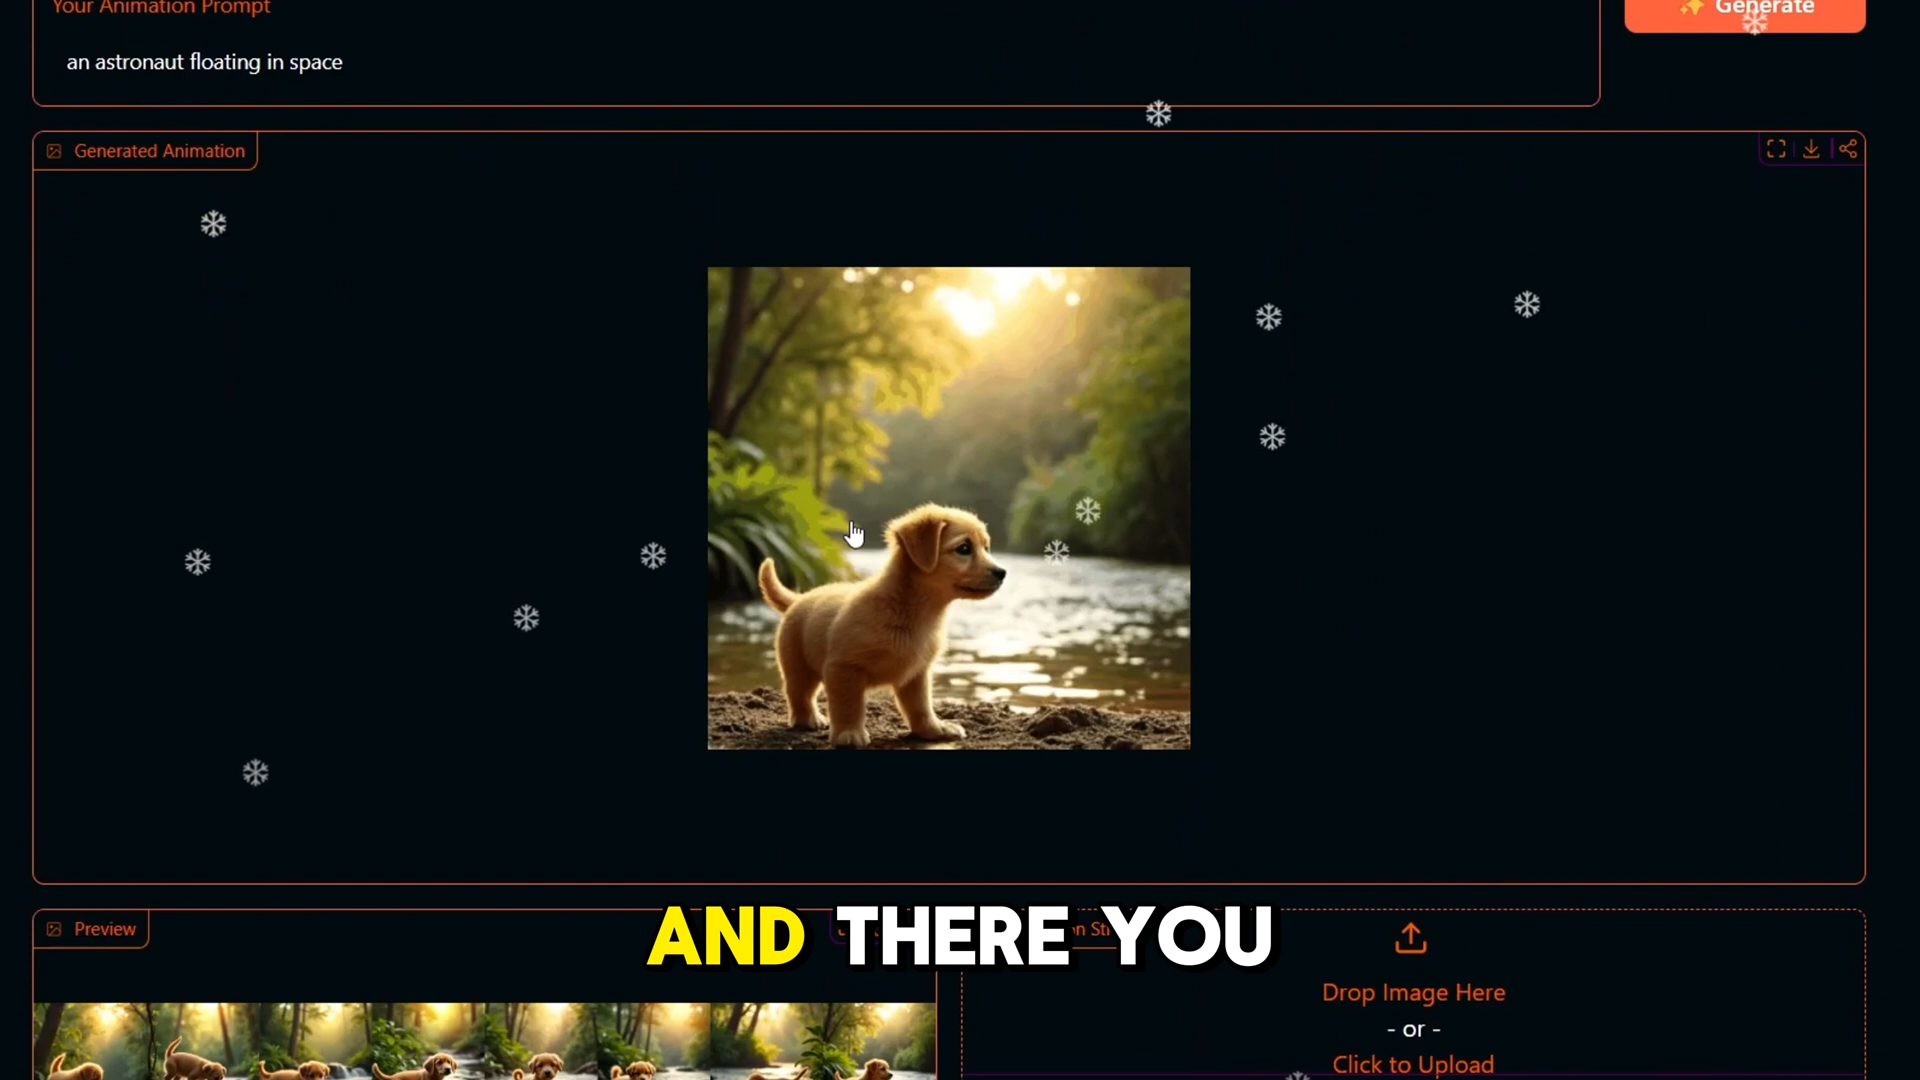 Your Animation Prompt
Generate
an astronaut floating in space
Generated Animation
Preview
AND THERE YOU
Drop Image Here
- or -
Click to Upload